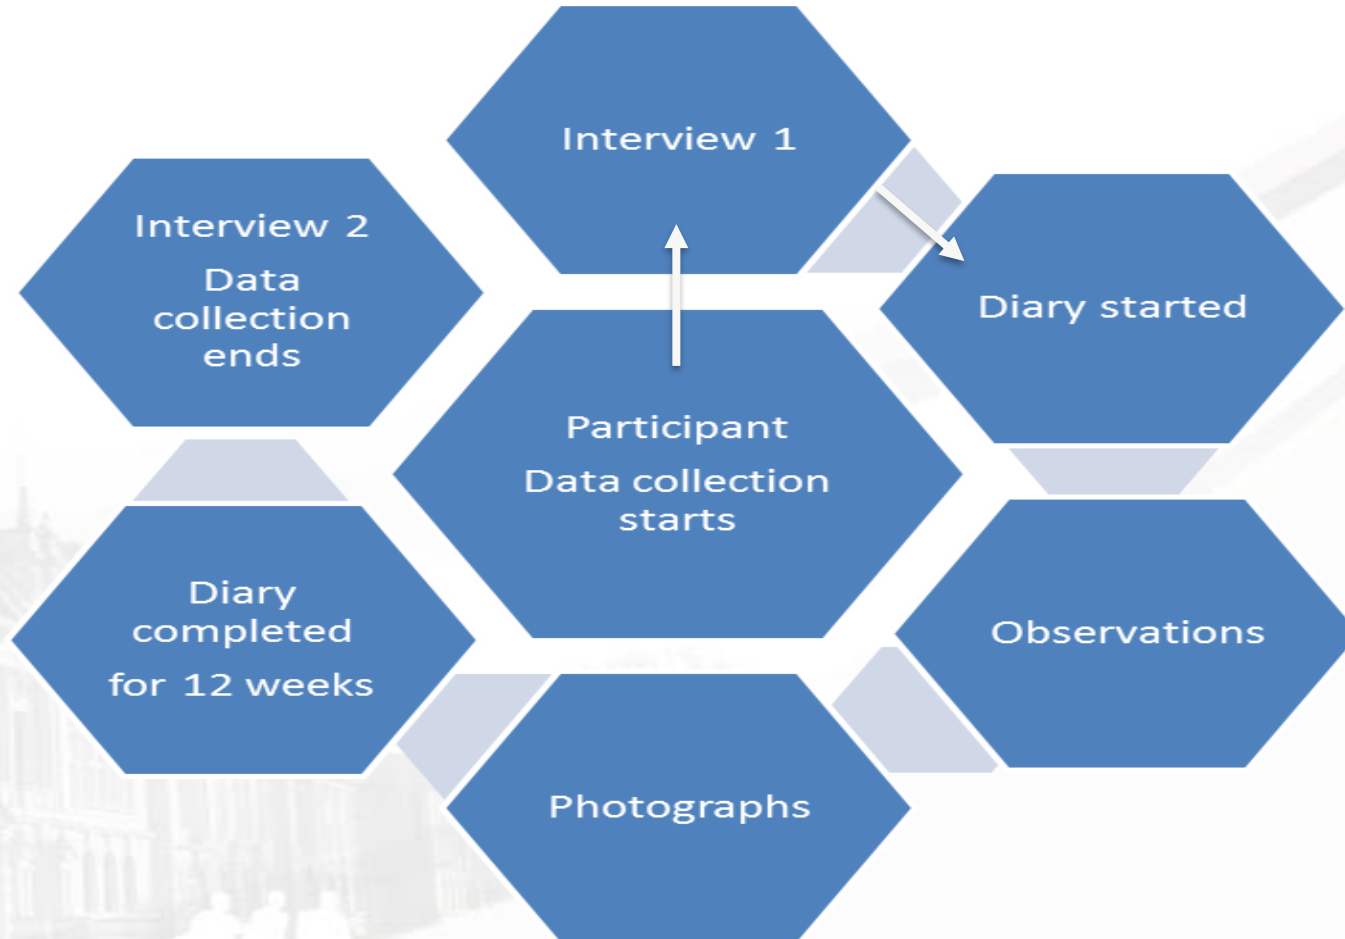 Interview 1
Interview 2
Data
collection
ends
Diary started
Participant
Data collection
starts
Diary
completed
for 12 weeks
Observations
Photographs